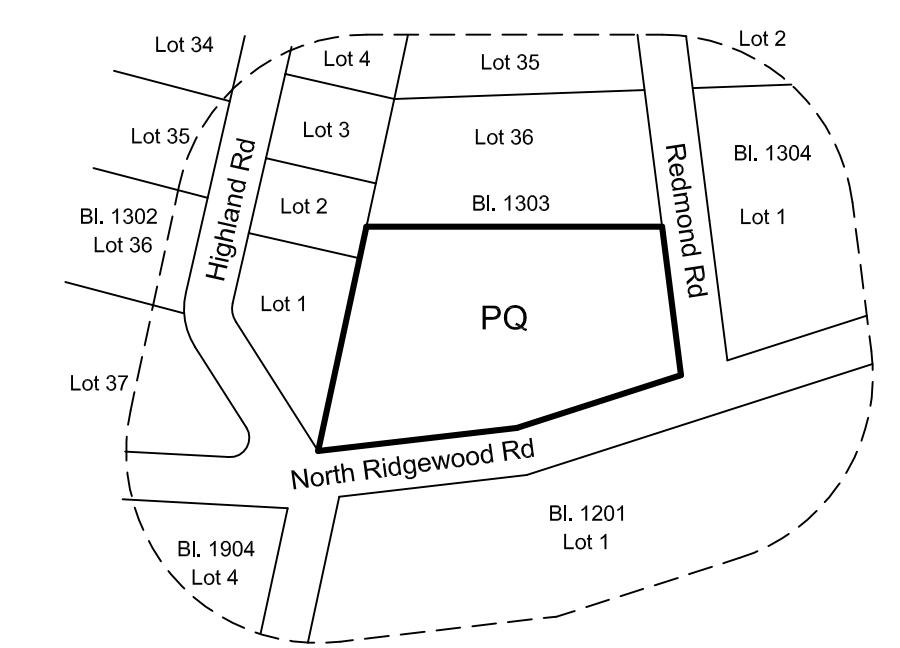 Lot 34
Lot 4
Lot 35
Lot 2
Lot 35
Lot 3
Lot 36
Bl. 1304
Highland Rd
Redmond Rd
Bl. 1302
Lot 36
Lot 2
Bl. 1303
Lot 1
Lot 1
PQ
Lot 37
North Ridgewood Rd
Bl. 1201
Lot 1
Bl. 1904
Lot 4